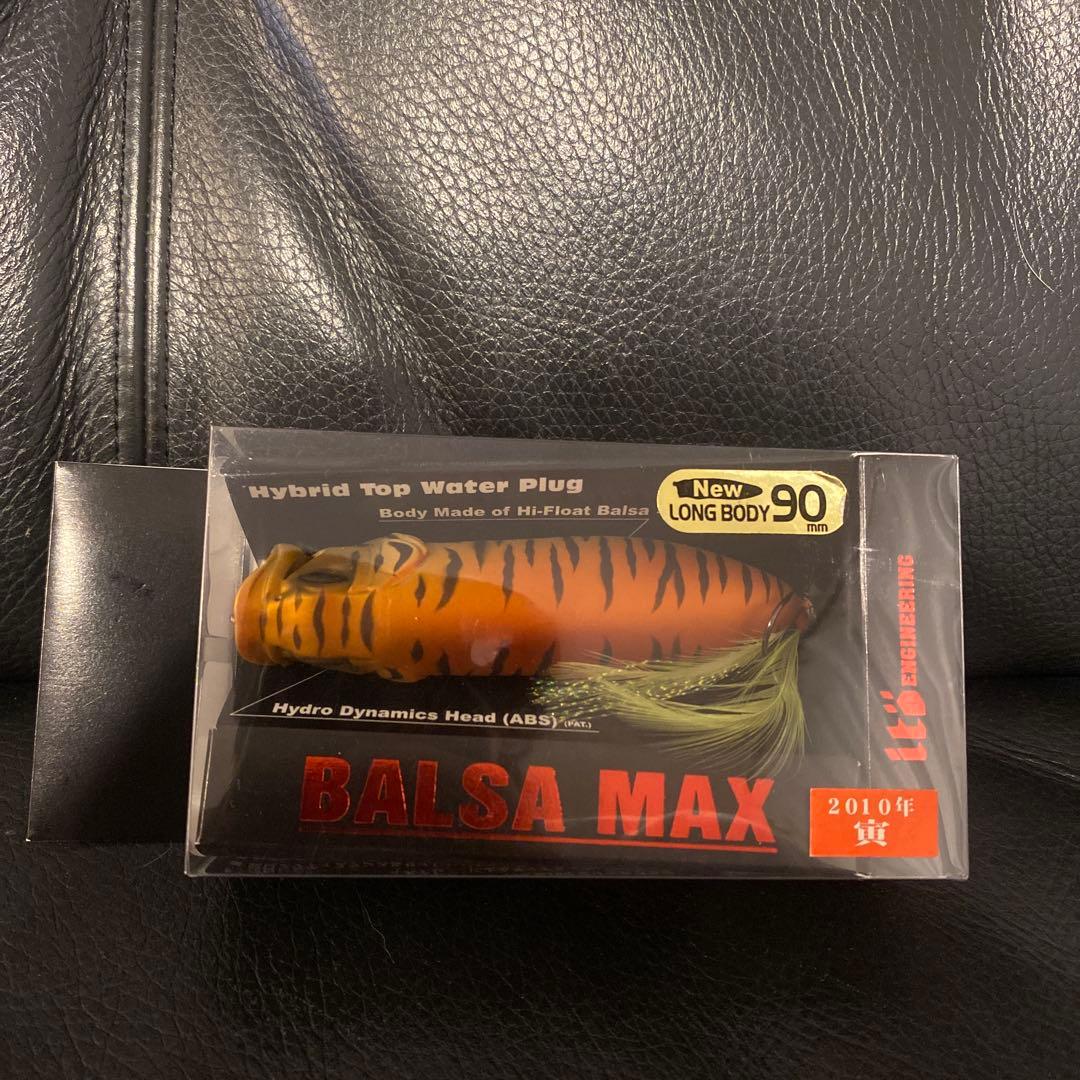 Hybrid Top Water Plug
Body Made of Hi-Float Balsa
New
LONG BODY 90
mm
Hydro Dynamics Head (ABS) (PAT.)
BALSA MAX
ENGINEERING
2010年
寅